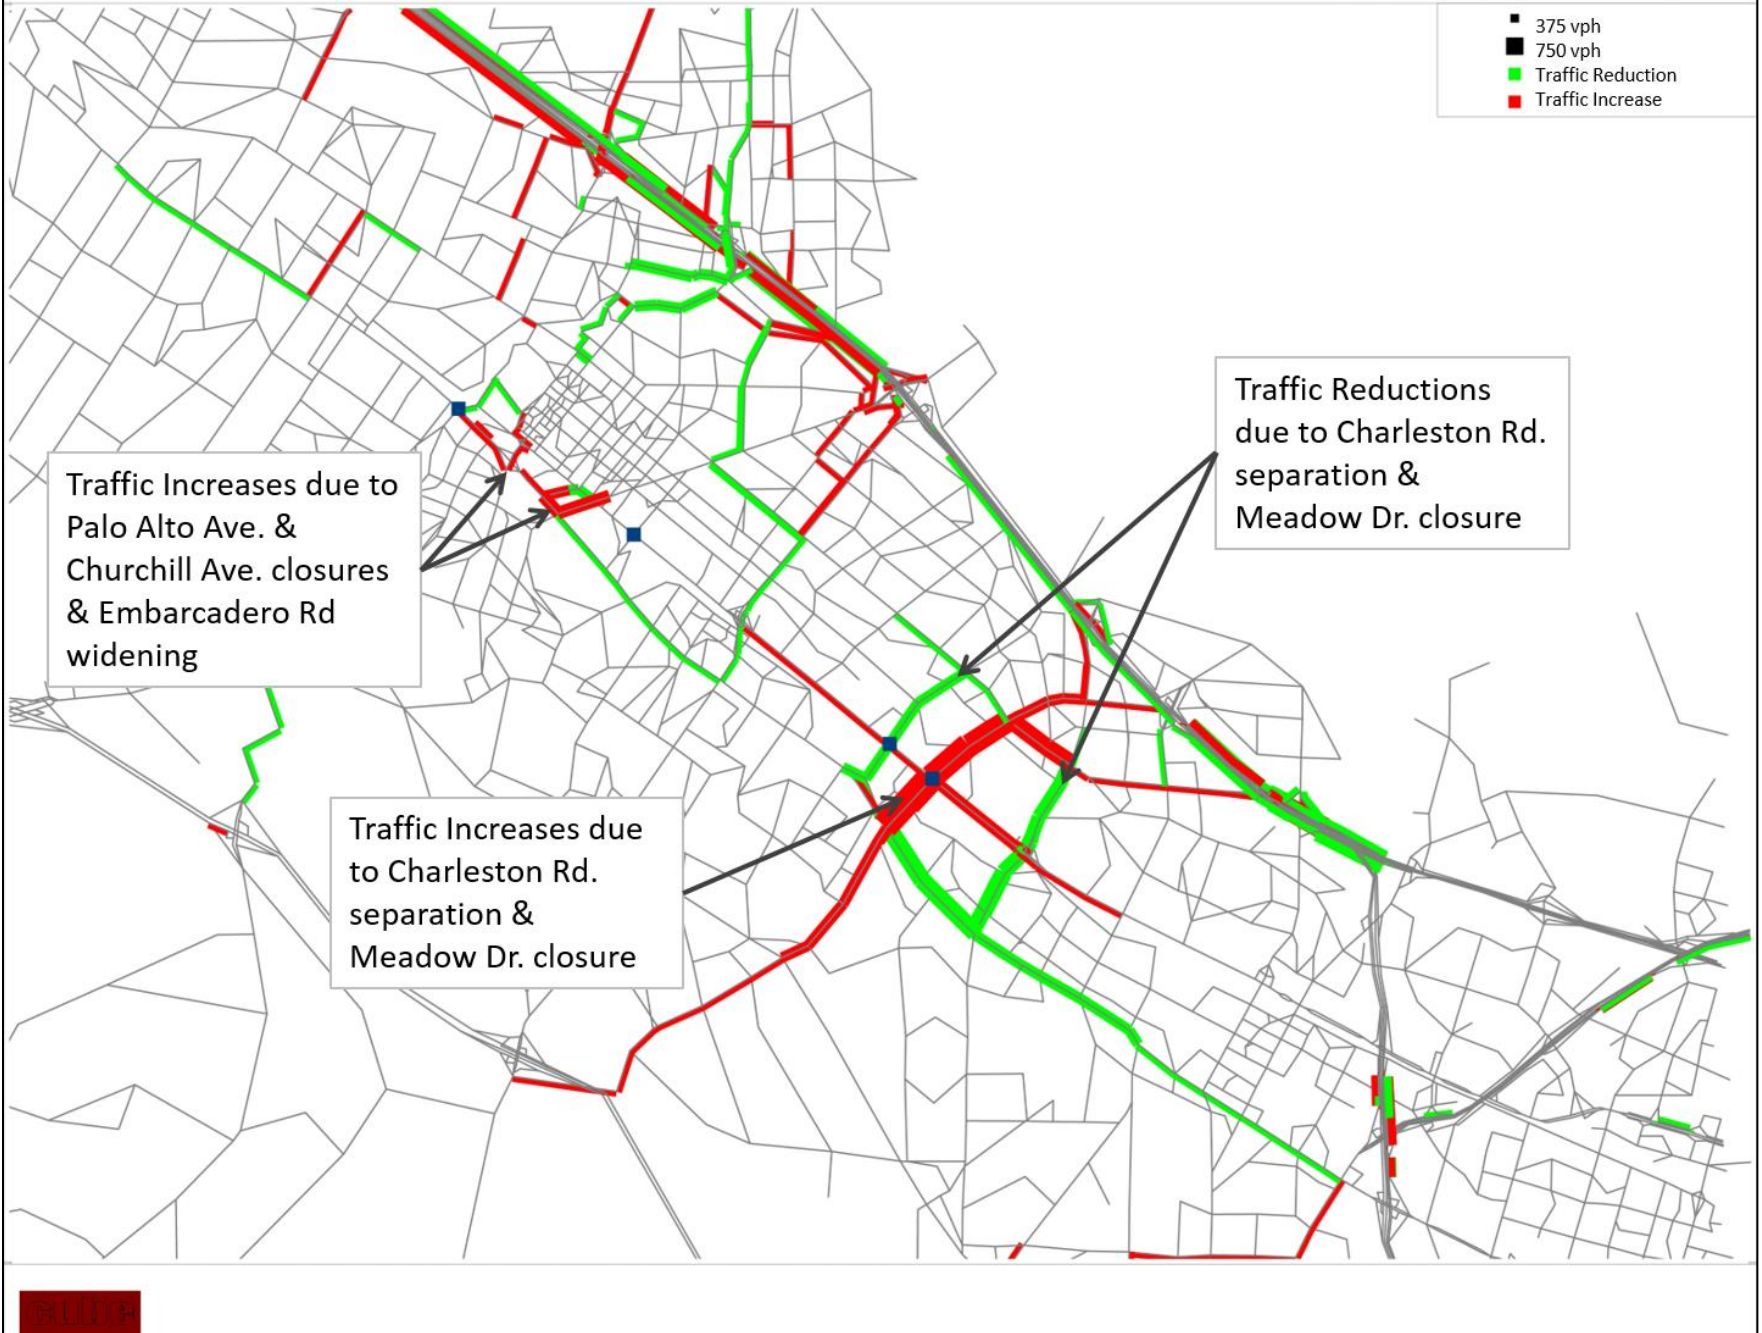 375 vph
750 vph
Traffic Reduction
Traffic Increase
Traffic Reductions
due to Charleston Rd.
separation &
Meadow Dr. closure
Traffic Increases due to
Palo Alto Ave. &
Churchill Ave. closures
& Embarcadero Rd
widening
Traffic Increases due
to Charleston Rd.
separation &
Meadow Dr. closure